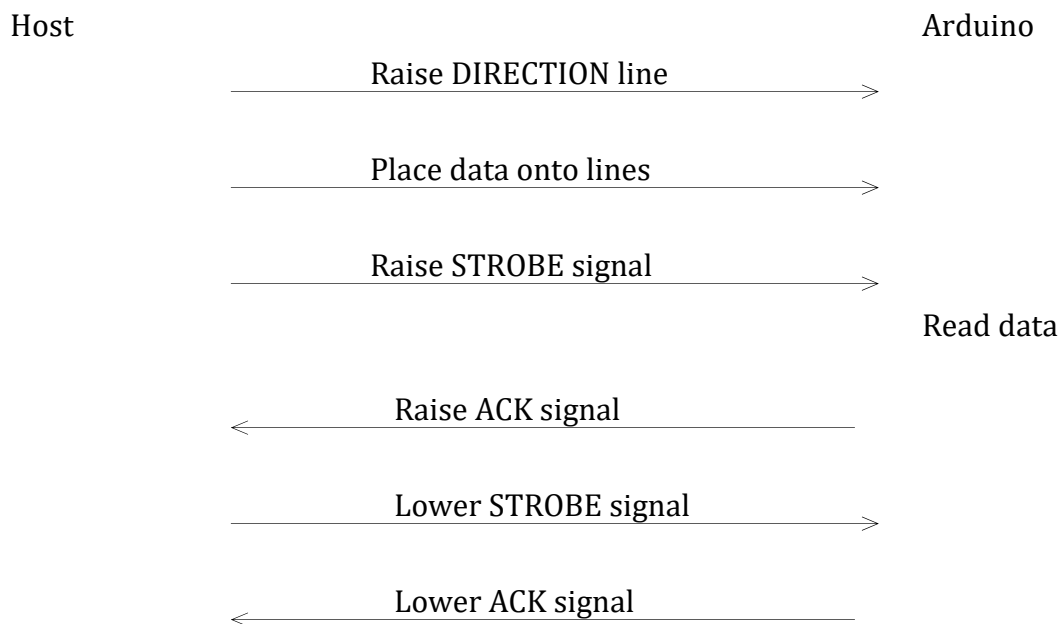 Host
Arduino
Raise DIRECTION line
Place data onto lines
Raise STROBE signal
Read data
Raise ACK signal
Lower STROBE signal
Lower ACK signal